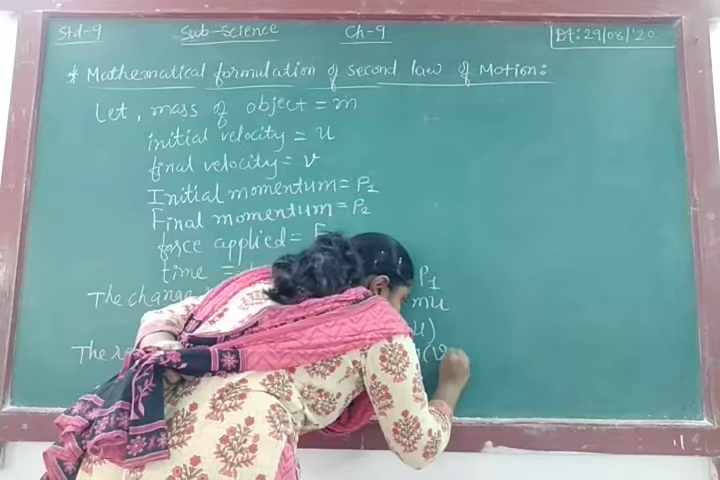 Std-9 Sub-Science Ch-9 Dt:29/08/'20
* Mathematical formulation of second law of Motion:
Let, mass of object = m
initial velocity = u
final velocity = v
Initial momentum = P1
Final momentum = P2
force applied = F
time =
The change P1
mu
u)
The (v